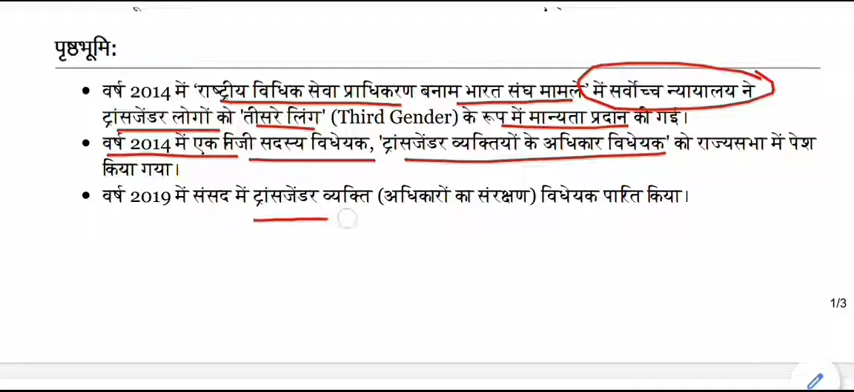 पृष्ठभूमि:
• वर्ष 2014 में 'राष्ट्रीय विधिक सेवा प्राधिकरण बनाम भारत संघ मामले' में सर्वोच्च न्यायालय ने
ट्रांसजेंडर लोगों को 'तीसरे लिंग' (Third Gender) के रूप में मान्यता प्रदान की गई।
• वर्ष 2014 में एक निजी सदस्य विधेयक, 'ट्रांसजेंडर व्यक्तियों के अधिकार विधेयक' को राज्यसभा में पेश
किया गया।
• वर्ष 2019 में संसद में ट्रांसजेंडर व्यक्ति (अधिकारों का संरक्षण) विधेयक पारित किया।
1/3